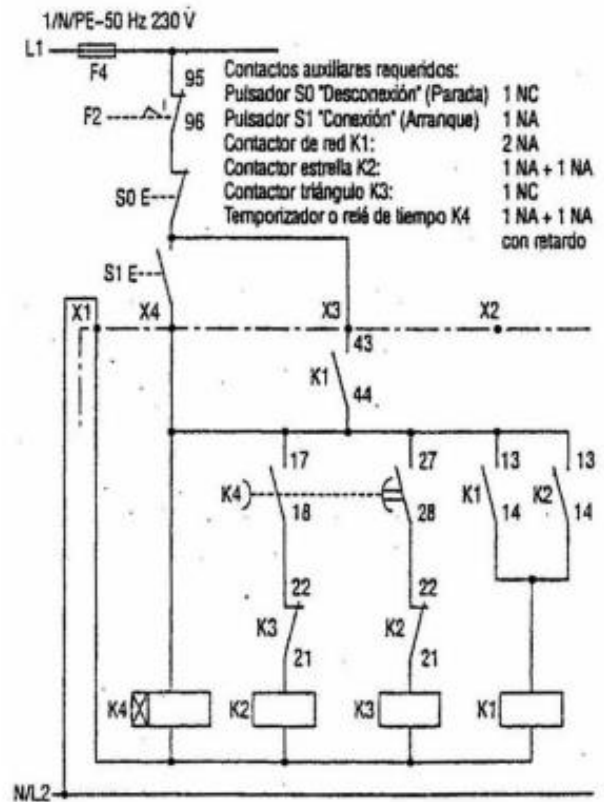 1/N/PE-50 Hz 230 V
L1
F4
95
F2
96
Contactos auxiliares requeridos:
Pulsador S0 "Desconexión" (Parada) 1 NC
Pulsador S1 "Conexión" (Arranque) 1 NA
Contactor de red K1: 2 NA
Contactor estrella K2: 1 NA + 1 NA
Contactor triángulo K3: 1 NC
Temporizador o relé de tiempo K4 1 NA + 1 NA
con retardo
S0 E
S1 E
X1 X4 X3 X2
43
K1
44
17 27 13 13
K4 K1 K2
18 28 14 14
22 22
K3 K2
21 21
K4 K2 K3 K1
N/L2